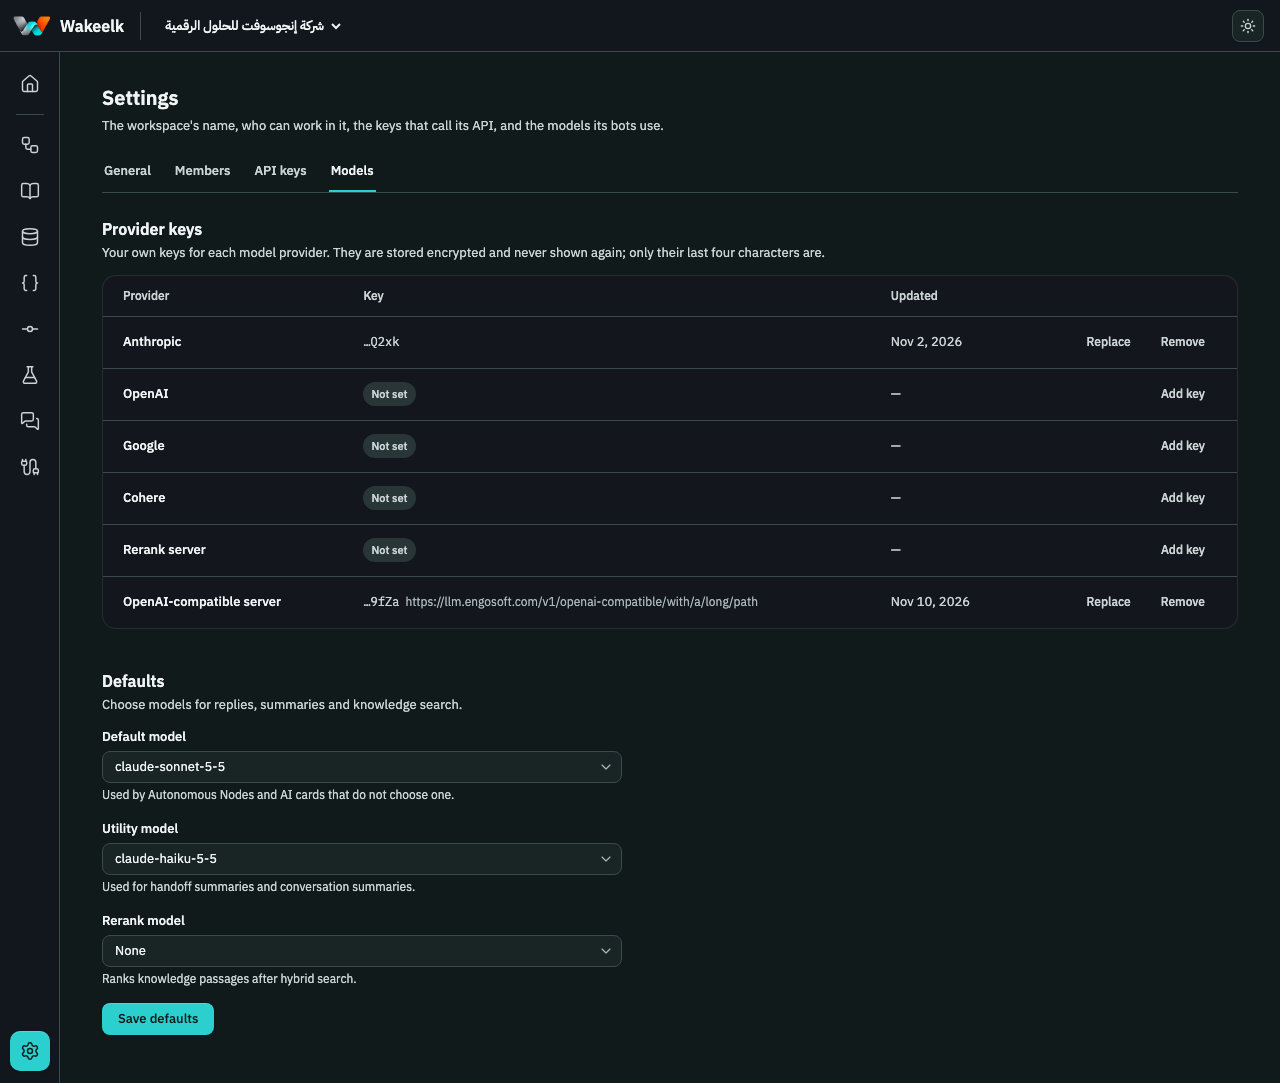 Wakeelk
شركة إنجوسوفت للحلول الرقمية
Settings
The workspace's name, who can work in it, the keys that call its API, and the models its bots use.
General Members API keys Models
Provider keys
Your own keys for each model provider. They are stored encrypted and never shown again; only their last four characters are.
Provider Key Updated
Anthropic …Q2xk Nov 2, 2026 Replace Remove
OpenAI Not set — Add key
Google Not set — Add key
Cohere Not set — Add key
Rerank server Not set — Add key
OpenAI-compatible server …9fZa https://llm.engosoft.com/v1/openai-compatible/with/a/long/path Nov 10, 2026 Replace Remove
Defaults
Choose models for replies, summaries and knowledge search.
Default model
claude-sonnet-5-5
Used by Autonomous Nodes and AI cards that do not choose one.
Utility model
claude-haiku-5-5
Used for handoff summaries and conversation summaries.
Rerank model
None
Ranks knowledge passages after hybrid search.
Save defaults